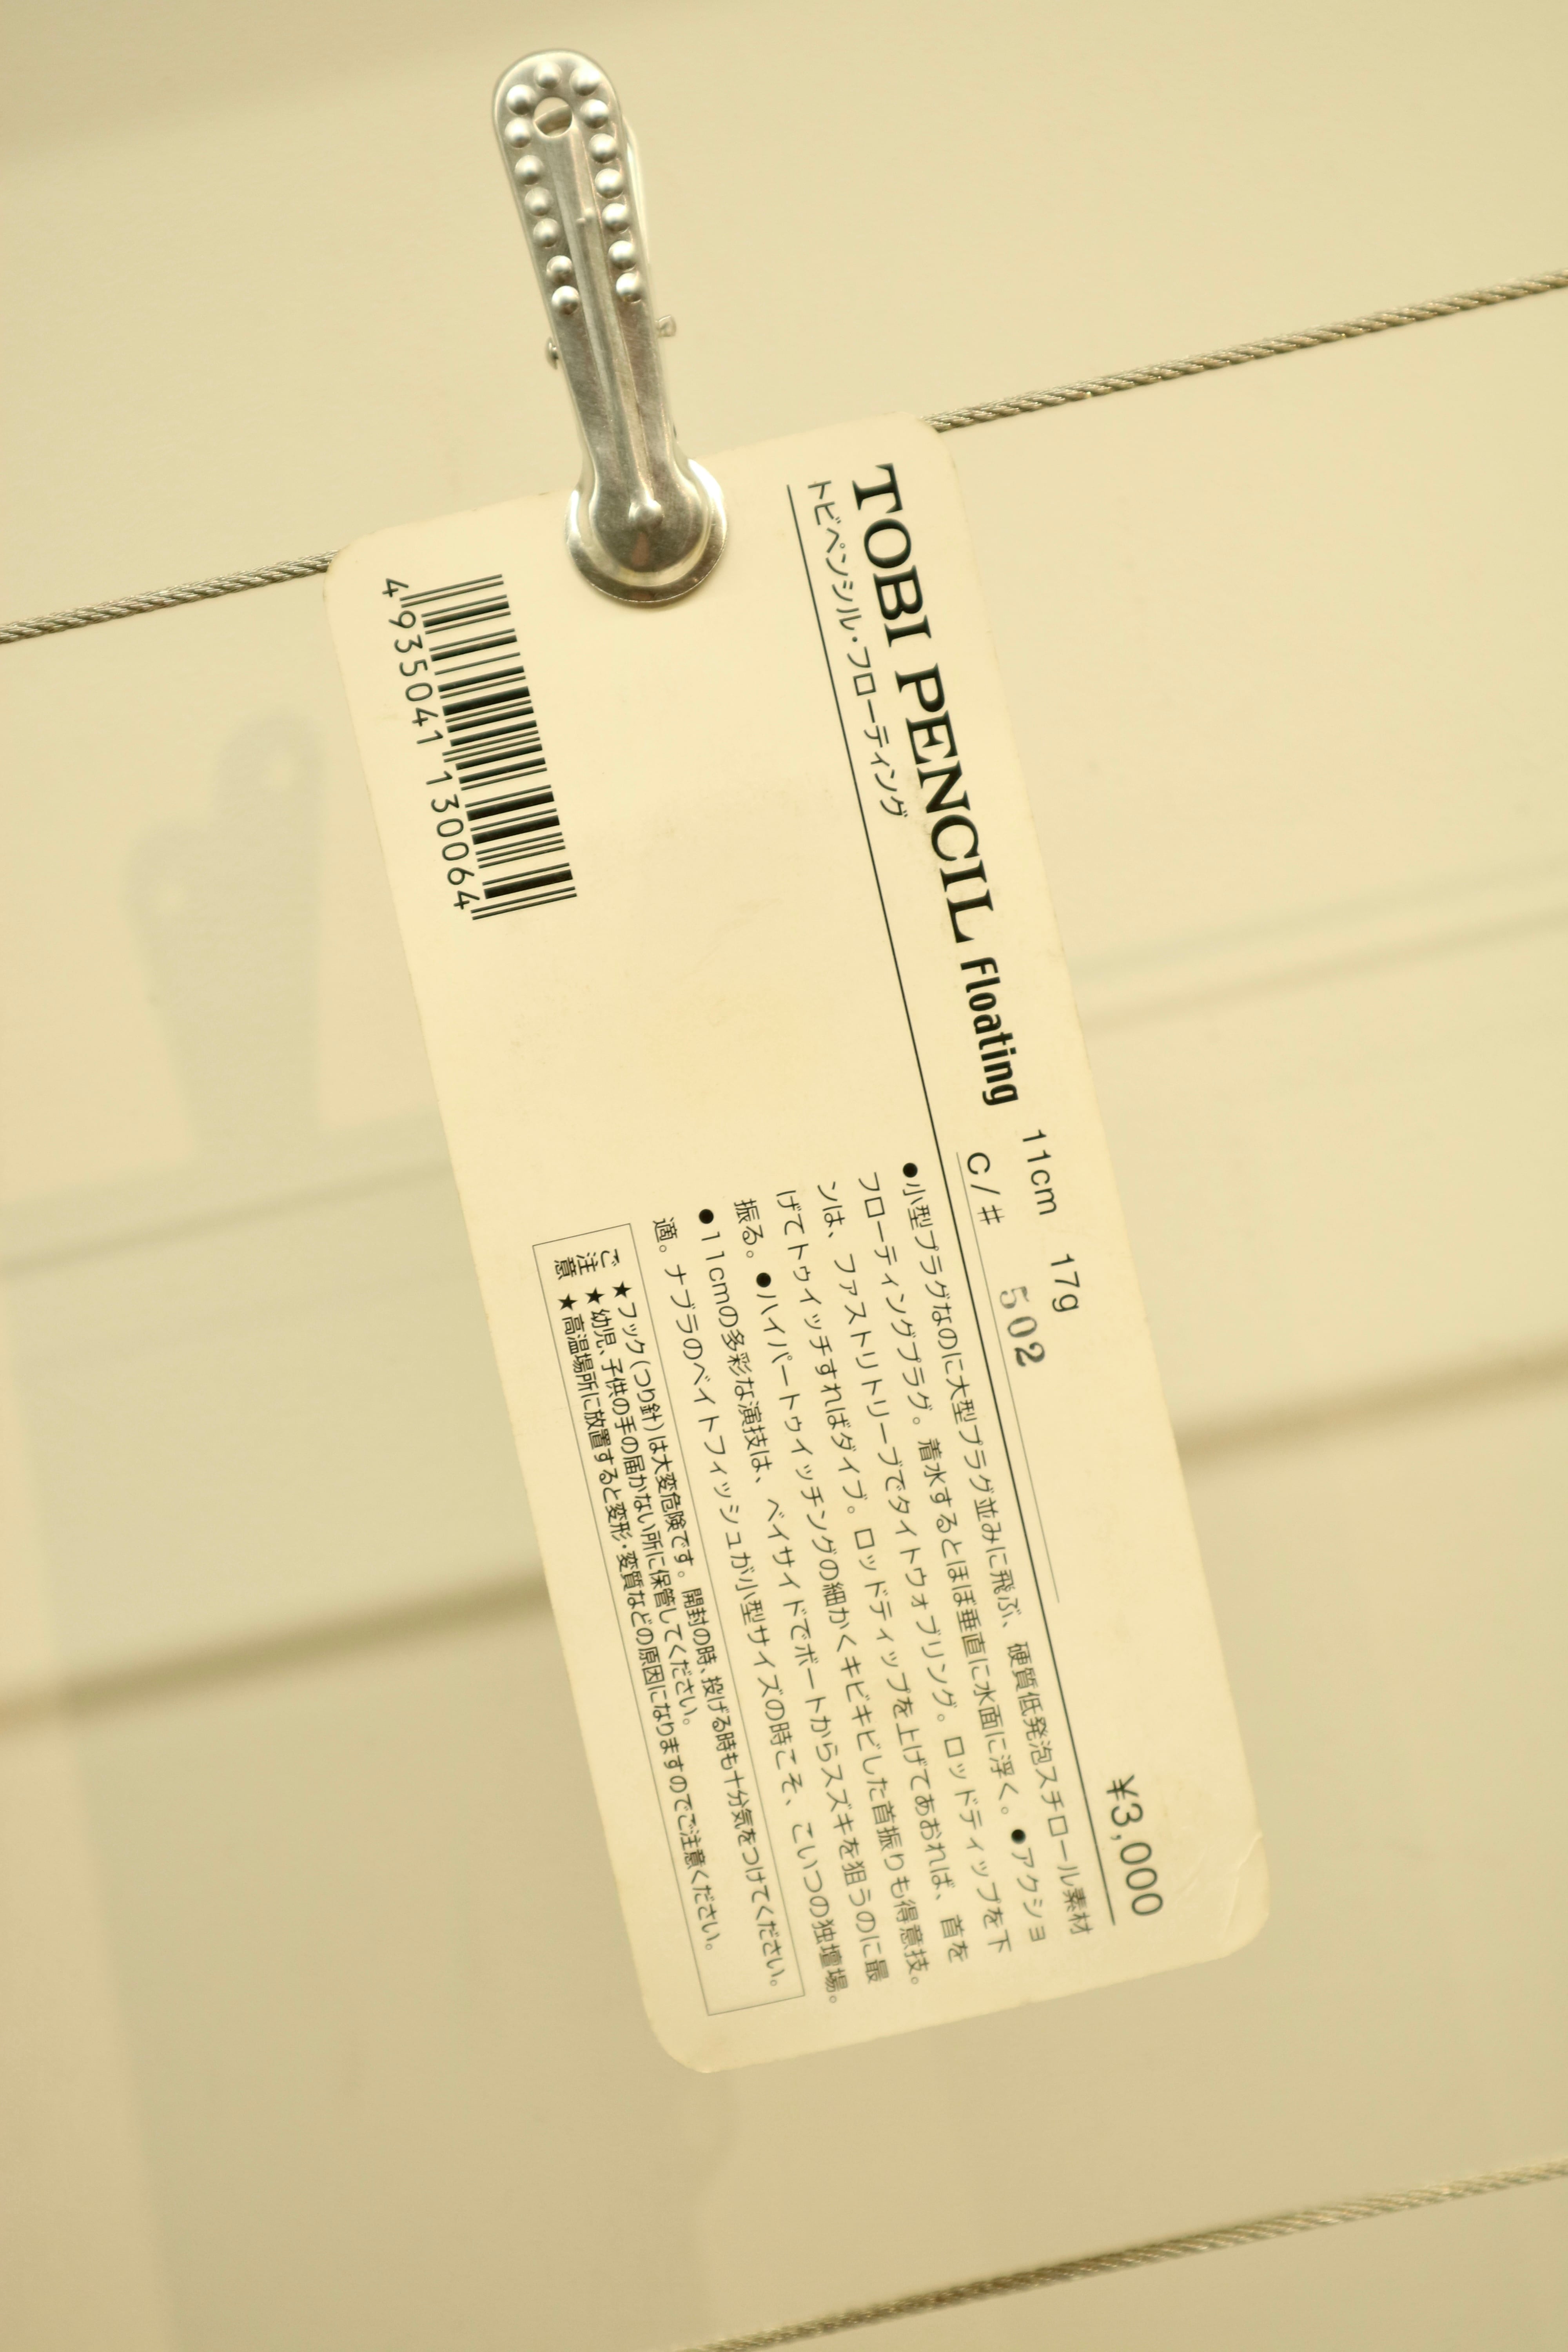 TOBI PENCIL Floating 11cm 17g ¥3,000
トビペンシル・フローティング
C/# 502
●小型プラグなのに大型プラグ並みに飛ぶ、硬質低発泡スチロール素材
フローティングプラグ。着水するとほぼ垂直に水面に浮く。●アクショ
ンは、ファストリトリーブでタイトウォブリング。ロッドティップを下
げてトゥイッチすればダイブ。ロッドティップを上げてあおれば、首を
振る。●ハイパートゥイッチングの細かくキビキビした首振りも得意技。
●11cmの多彩な演技は、ベイサイドでボートからスズキを狙うのに最
適。ナブラのベイトフィッシュが小型サイズの時こそ、こいつの独壇場。
ご注意
★フック(つり針)は大変危険です。開封の時、投げる時も十分気をつけてください。
★幼児、子供の手の届かない所に保管してください。
★高温場所に放置すると変形・変質などの原因になりますのでご注意ください。
4 935041 130064